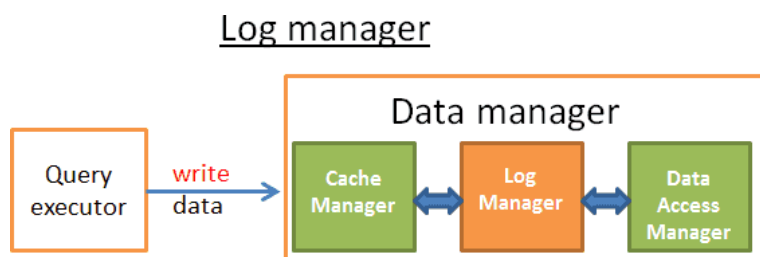 Log manager
Data manager
Query
executor
write
data
Cache
Manager
Log
Manager
Data
Access
Manager